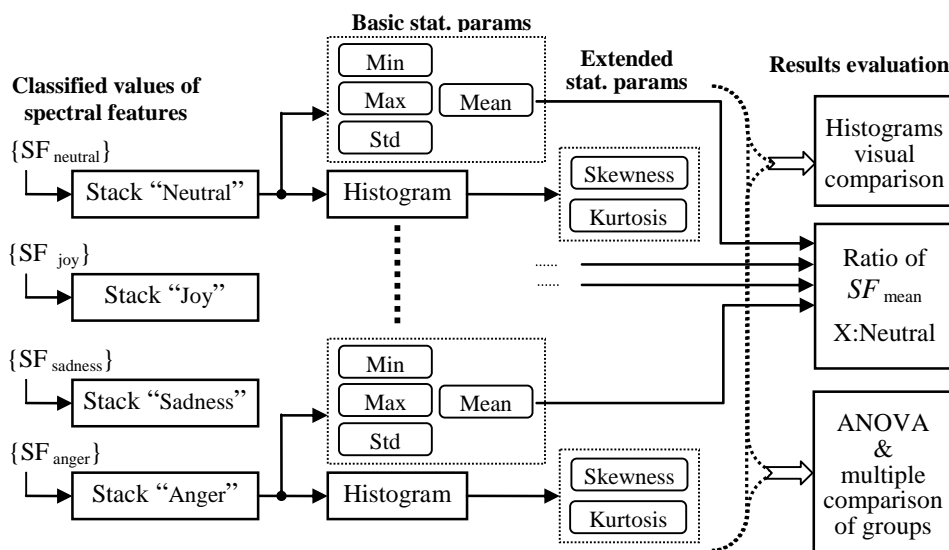 Basic stat. params
Min
Max
Mean
Std
Extended
stat. params
Results evaluation
Classified values of
spectral features
{SF neutral}
Stack “Neutral”
Histogram
Skewness
Kurtosis
Histograms
visual
comparison
{SF joy}
Stack “Joy”
......
......
Ratio of
SF mean
X:Neutral
{SF sadness}
Stack “Sadness”
Min
Max
Mean
Std
{SF anger}
Stack “Anger”
Histogram
Skewness
Kurtosis
ANOVA
&
multiple
comparison
of groups